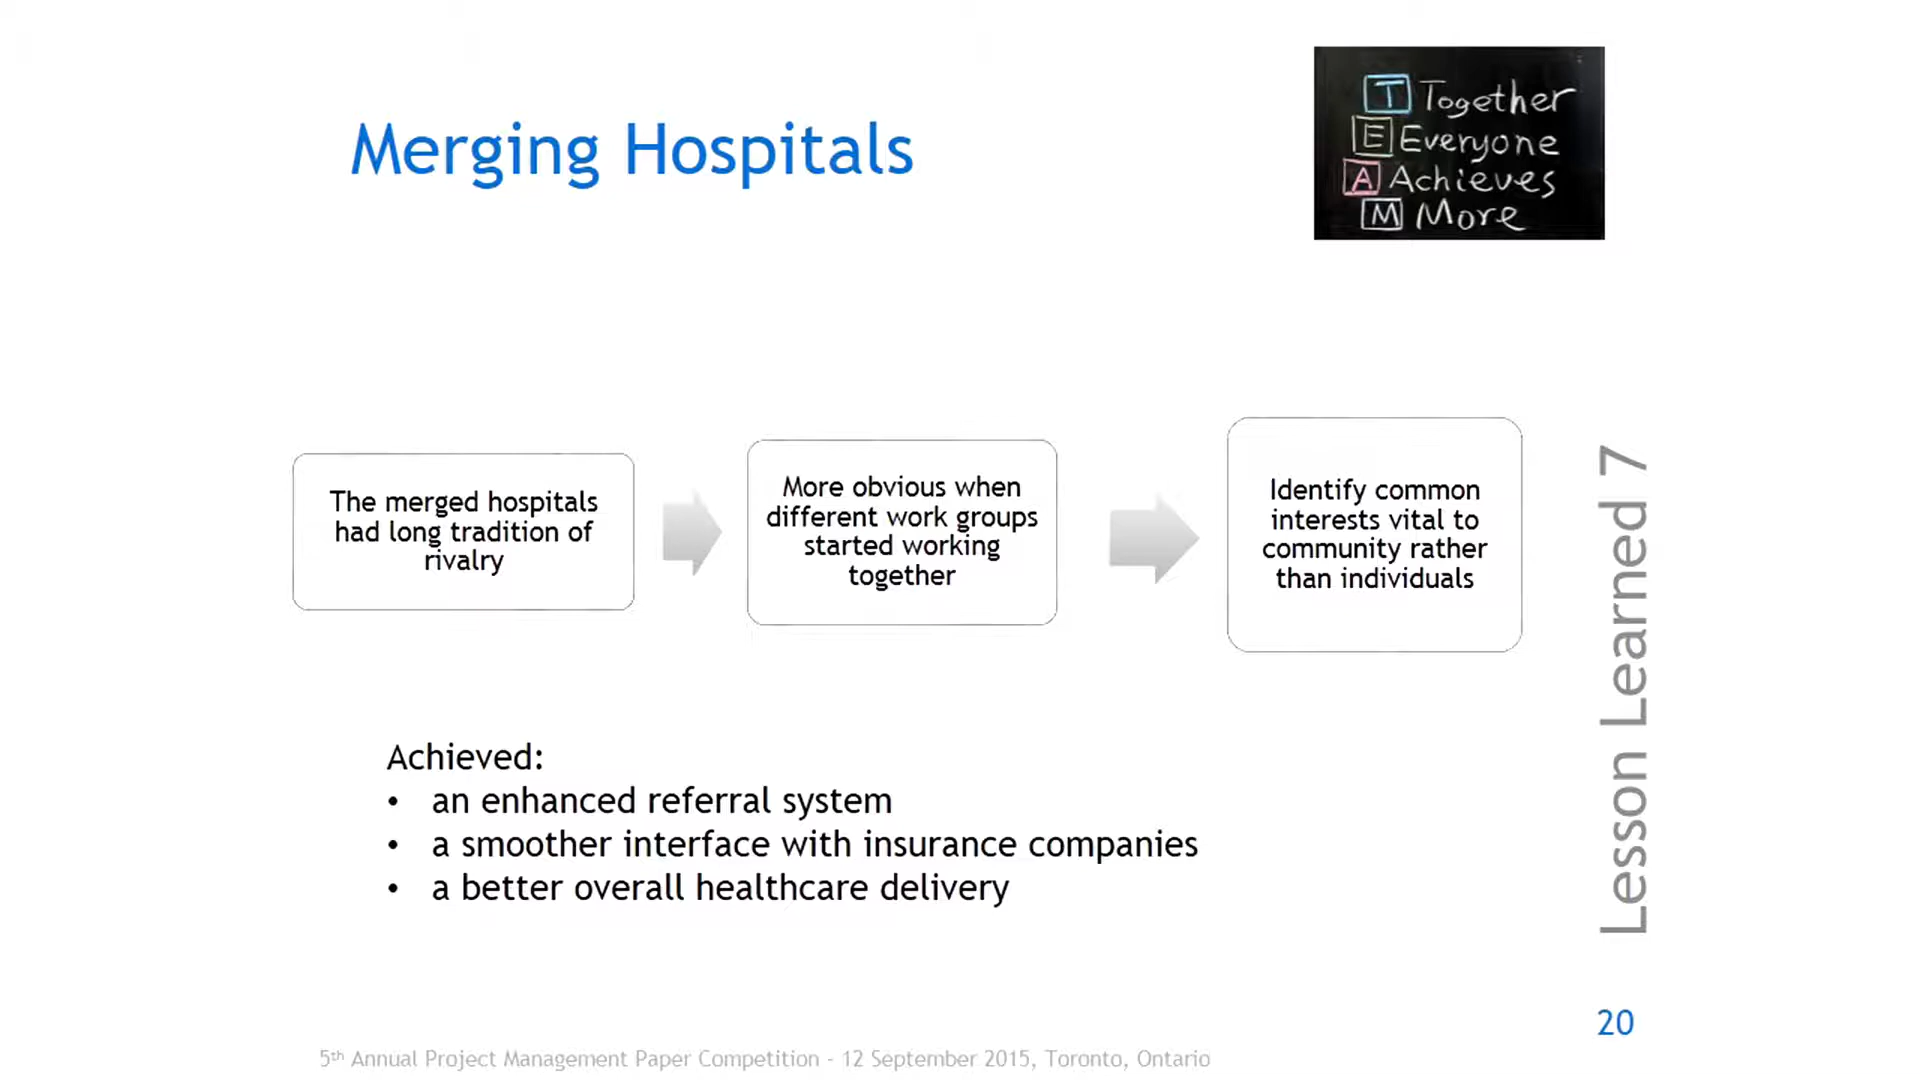 Merging Hospitals
T Together
E Everyone
A Achieves
M More
The merged hospitals
had long tradition of
rivalry
More obvious when
different work groups
started working
together
Identify common
interests vital to
community rather
than individuals
Lesson Learned 7
Achieved:
• an enhanced referral system
• a smoother interface with insurance companies
• a better overall healthcare delivery
20
5th Annual Project Management Paper Competition - 12 September 2015, Toronto, Ontario